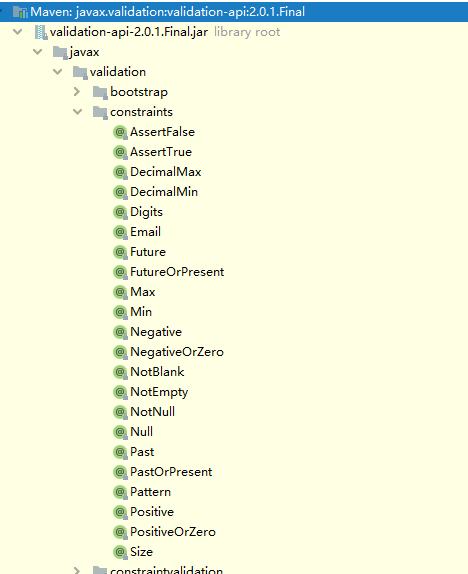 Maven: javax.validation:validation-api:2.0.1.Final
validation-api-2.0.1.Final.jar library root
javax
validation
bootstrap
constraints
AssertFalse
AssertTrue
DecimalMax
DecimalMin
Digits
Email
Future
FutureOrPresent
Max
Min
Negative
NegativeOrZero
NotBlank
NotEmpty
NotNull
Null
Past
PastOrPresent
Pattern
Positive
PositiveOrZero
Size
constraintvalidation